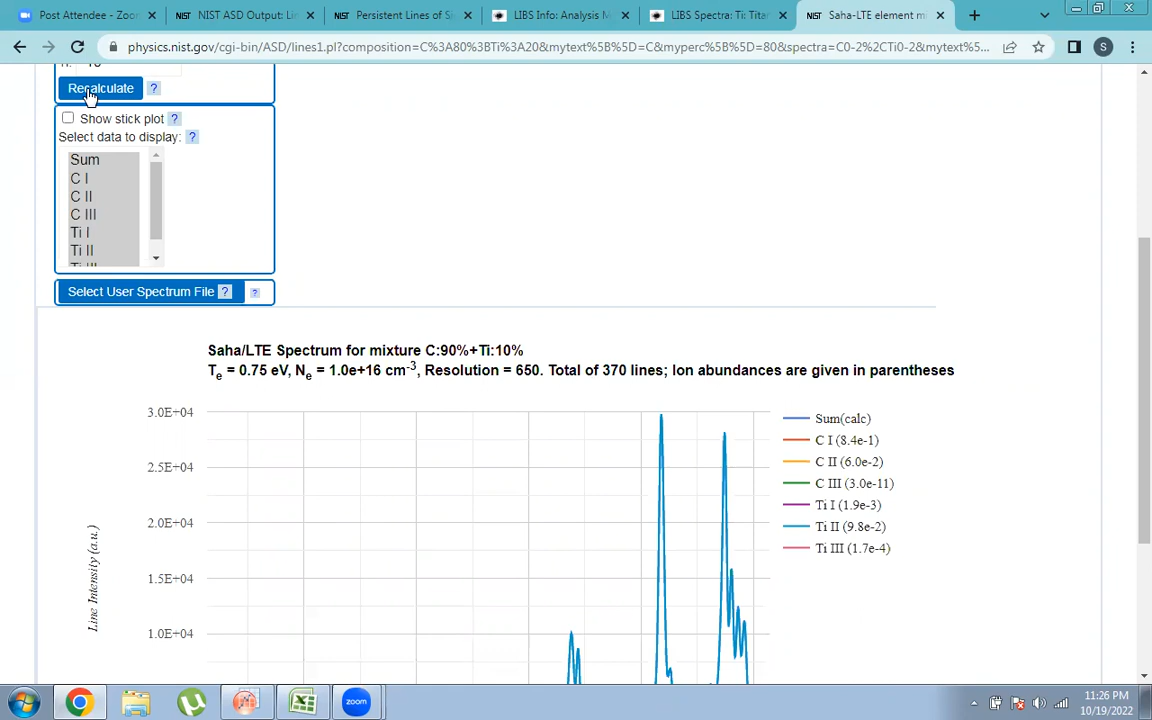 Post Attendee - Zoom
NIST ASD Output: Li
Persistent Lines of S
LIBS Info: Analysis M
LIBS Spectra: Ti: Tita
Saha-LTE element m
physics.nist.gov/cgi-bin/ASD/lines1.pl?composition=C%3A80%3BTi%3A20&mytext%5B%5D=C&myperc%5B%5D=80&spectra=C0-2%2CTi0-2&mytext%5...
S
Recalculate ?
Show stick plot ?
Select data to display: ?
Sum
C I
C II
C III
Ti I
Ti II
Ti III
Select User Spectrum File ? ?
Saha/LTE Spectrum for mixture C:90%+Ti:10%
Te = 0.75 eV, Ne = 1.0e+16 cm-3, Resolution = 650. Total of 370 lines; Ion abundances are given in parentheses
3.0E+04
2.5E+04
2.0E+04
1.5E+04
1.0E+04
Line Intensity (a.u.)
Sum(calc)
C I (8.4e-1)
C II (6.0e-2)
C III (3.0e-11)
Ti I (1.9e-3)
Ti II (9.8e-2)
Ti III (1.7e-4)
zoom
11:26 PM
10/19/2022